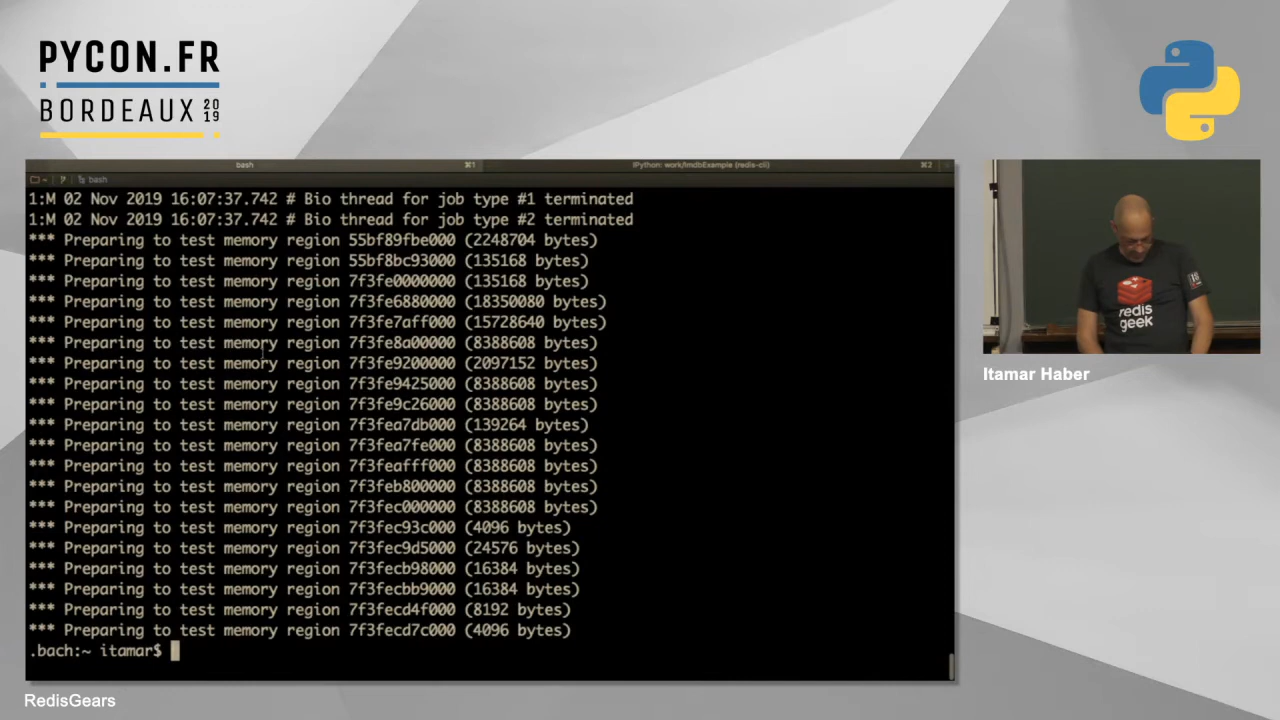 PYCON.FR
BORDEAUX 2019
bash ⌘1 IPython: work/imdbExample (redis-cli) ⌘2
bash
1:M 02 Nov 2019 16:07:37.742 # Bio thread for job type #1 terminated
1:M 02 Nov 2019 16:07:37.742 # Bio thread for job type #2 terminated
*** Preparing to test memory region 55bf89fbe000 (2248704 bytes)
*** Preparing to test memory region 55bf8bc93000 (135168 bytes)
*** Preparing to test memory region 7f3fe0000000 (135168 bytes)
*** Preparing to test memory region 7f3fe6880000 (18350080 bytes)
*** Preparing to test memory region 7f3fe7aff000 (15728640 bytes)
*** Preparing to test memory region 7f3fe8a00000 (8388608 bytes)
*** Preparing to test memory region 7f3fe9200000 (2097152 bytes)
*** Preparing to test memory region 7f3fe9425000 (8388608 bytes)
*** Preparing to test memory region 7f3fe9c26000 (8388608 bytes)
*** Preparing to test memory region 7f3fea7db000 (139264 bytes)
*** Preparing to test memory region 7f3fea7fe000 (8388608 bytes)
*** Preparing to test memory region 7f3feafff000 (8388608 bytes)
*** Preparing to test memory region 7f3feb800000 (8388608 bytes)
*** Preparing to test memory region 7f3fec000000 (8388608 bytes)
*** Preparing to test memory region 7f3fec93c000 (4096 bytes)
*** Preparing to test memory region 7f3fec9d5000 (24576 bytes)
*** Preparing to test memory region 7f3fecb98000 (16384 bytes)
*** Preparing to test memory region 7f3fecbb9000 (16384 bytes)
*** Preparing to test memory region 7f3fecd4f000 (8192 bytes)
*** Preparing to test memory region 7f3fecd7c000 (4096 bytes)
.bach:~ itamar$
redis
geek
Itamar Haber
RedisGears